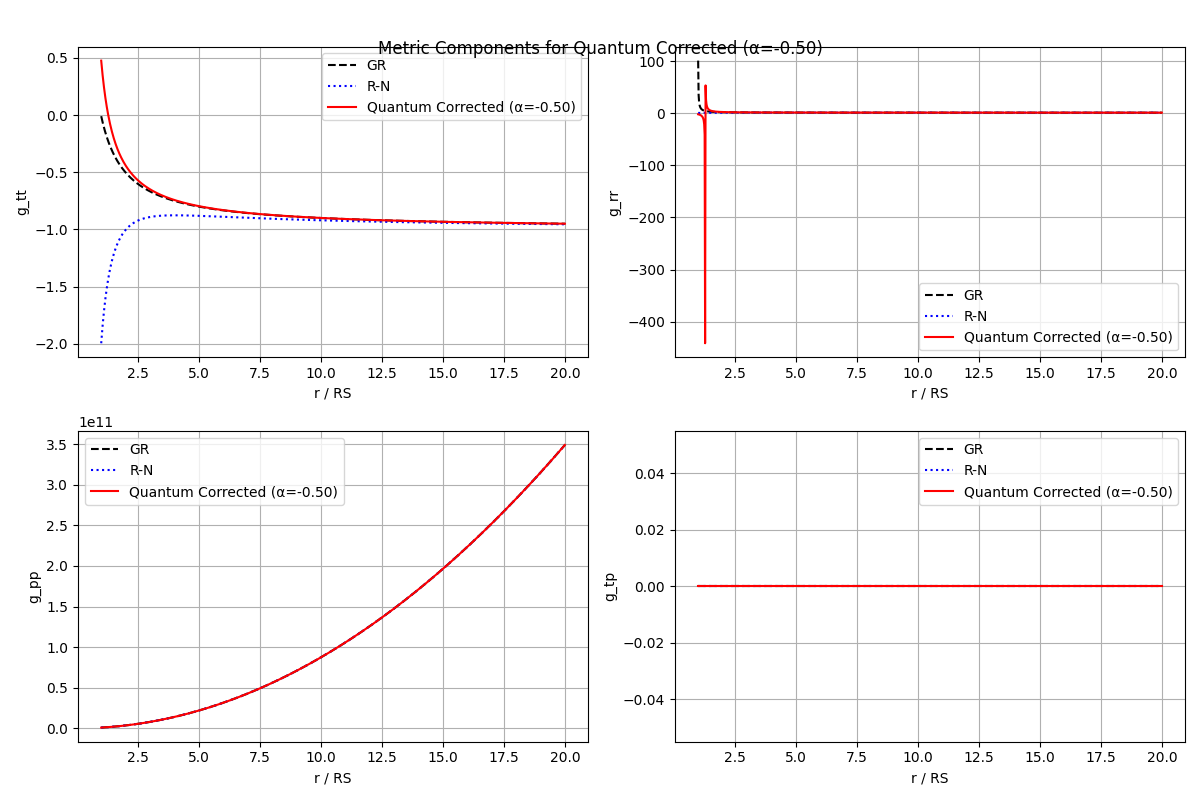 Metric Components for Quantum Corrected (α=-0.50)
0.5
0.0
−0.5
−1.0
−1.5
−2.0
g_tt
2.5 5.0 7.5 10.0 12.5 15.0 17.5 20.0
r / RS
GR
R-N
Quantum Corrected (α=-0.50)
100
0
−100
−200
−300
−400
g_rr
2.5 5.0 7.5 10.0 12.5 15.0 17.5 20.0
r / RS
GR
R-N
Quantum Corrected (α=-0.50)
1e11
3.5
3.0
2.5
2.0
1.5
1.0
0.5
0.0
g_pp
2.5 5.0 7.5 10.0 12.5 15.0 17.5 20.0
r / RS
GR
R-N
Quantum Corrected (α=-0.50)
0.04
0.02
0.00
−0.02
−0.04
g_tp
2.5 5.0 7.5 10.0 12.5 15.0 17.5 20.0
r / RS
GR
R-N
Quantum Corrected (α=-0.50)